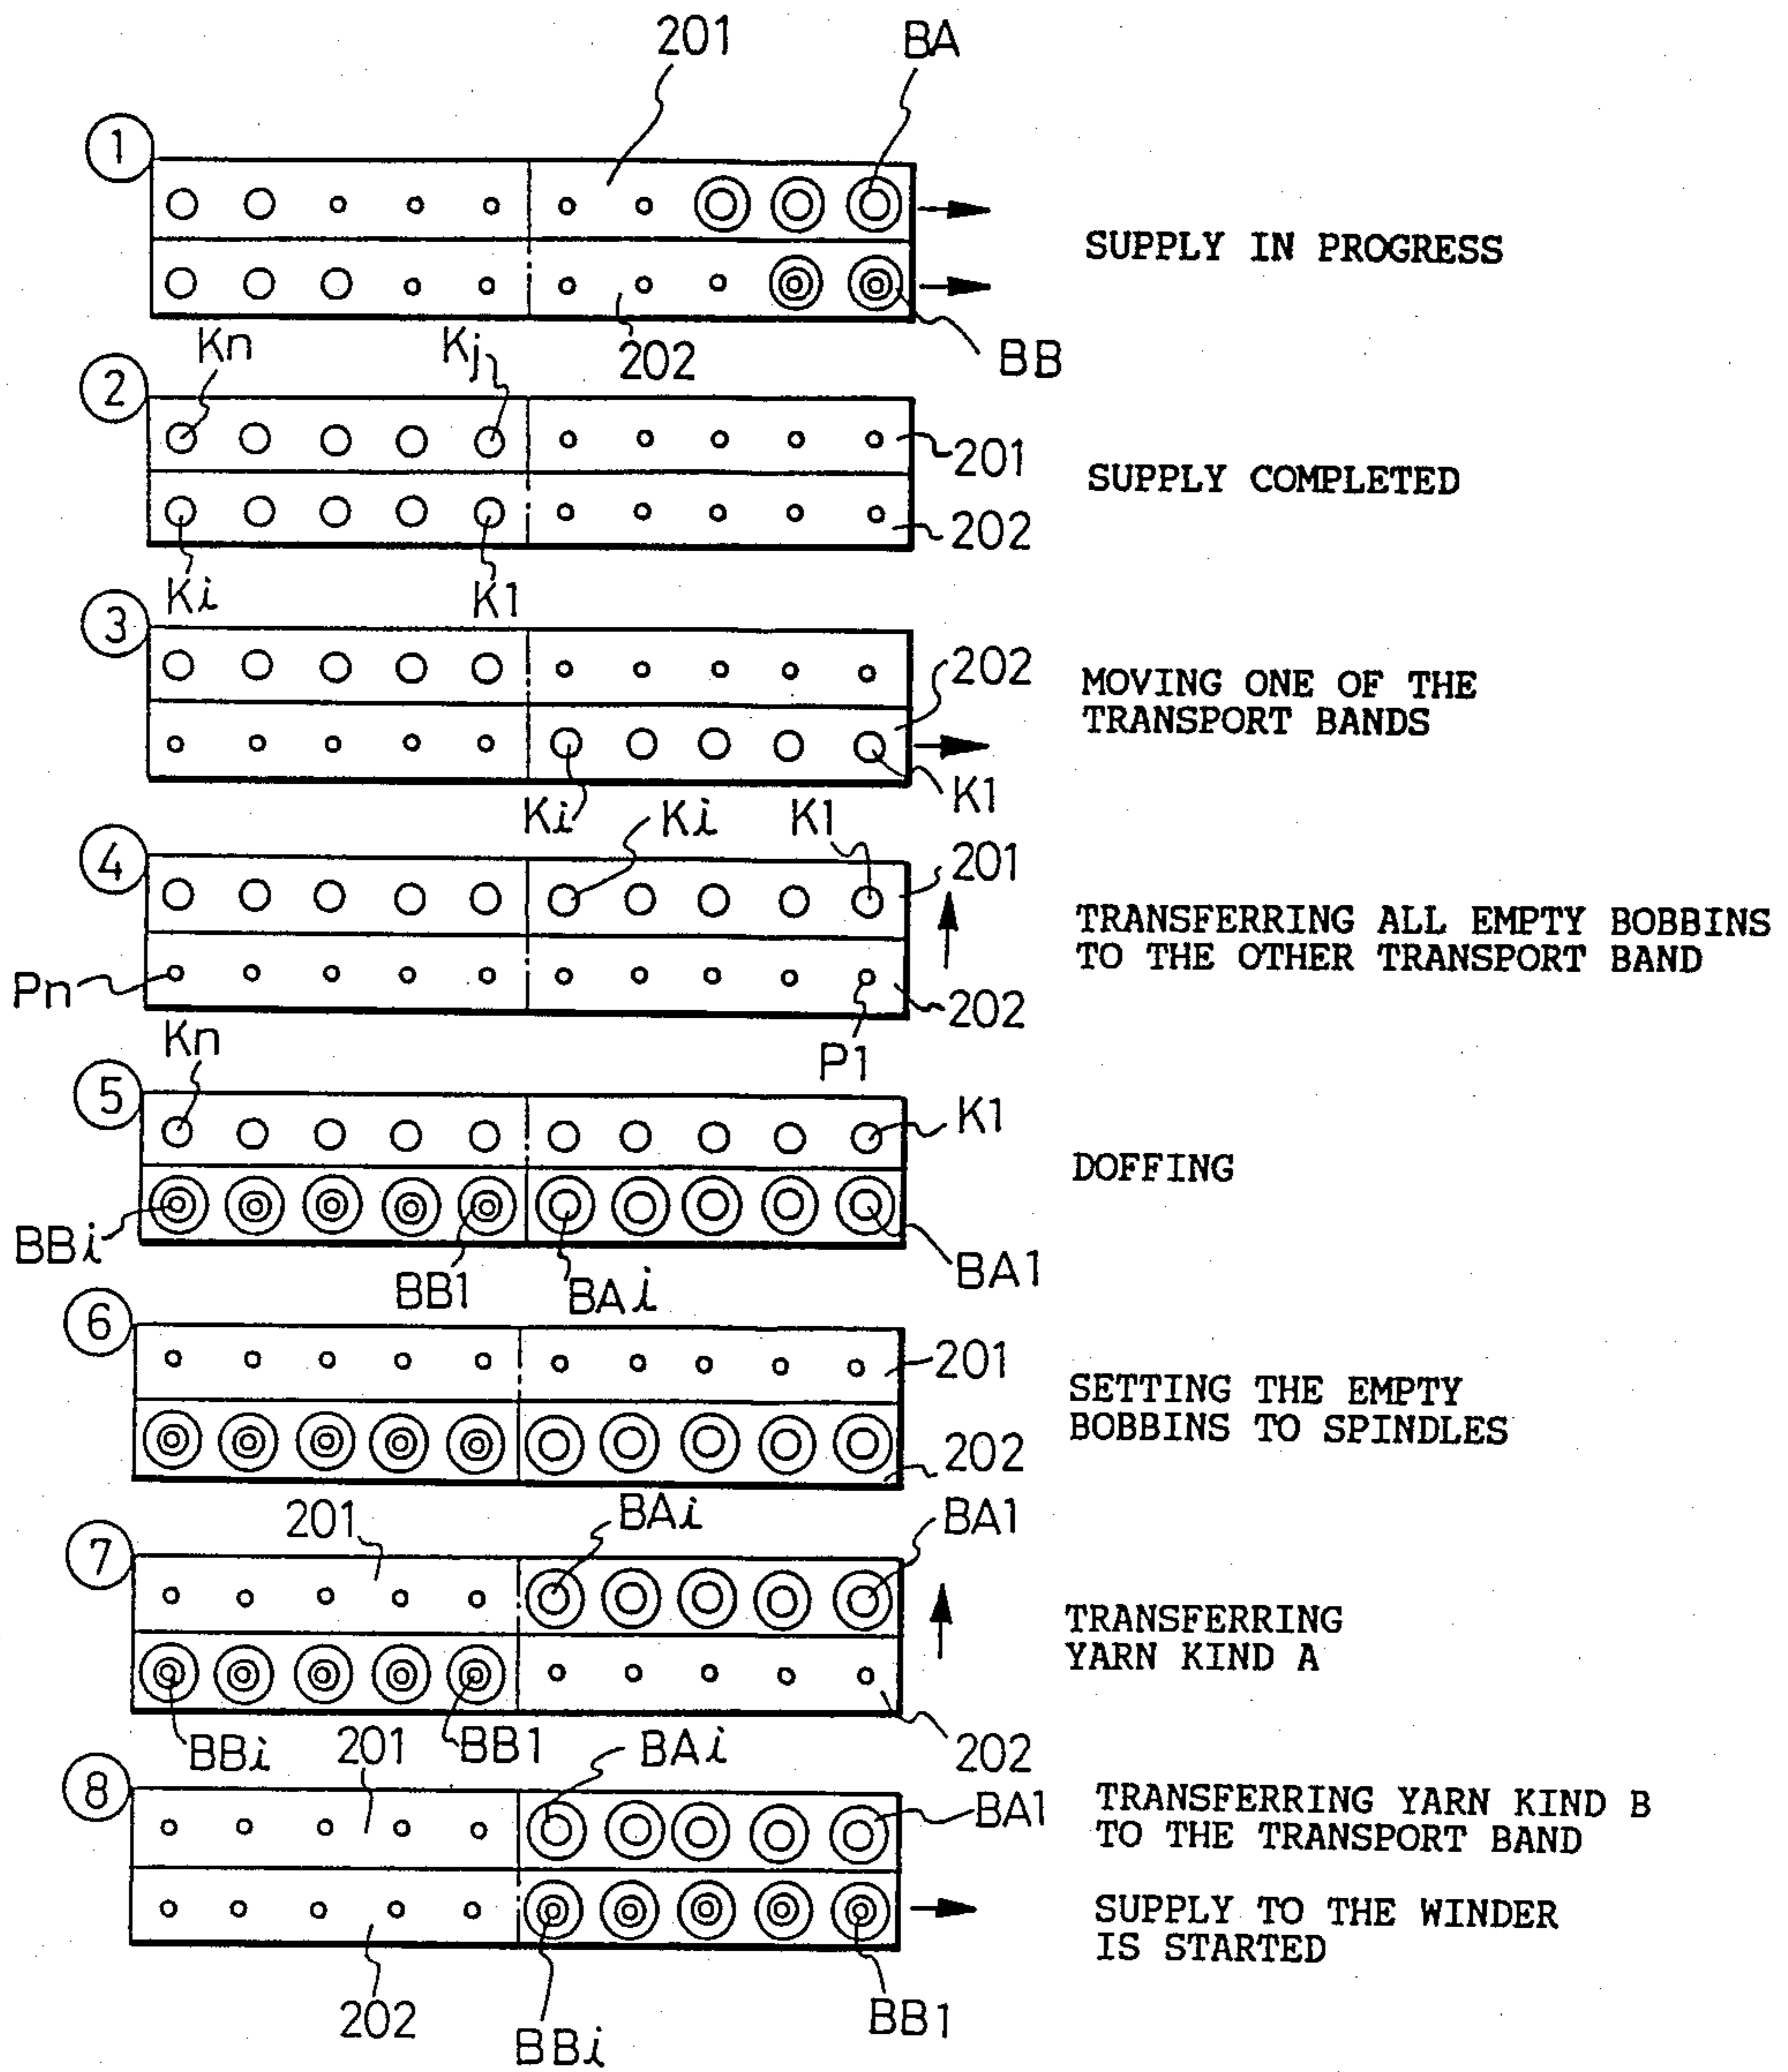 201
BA
1
SUPPLY IN PROGRESS
Kn
Kj
202
BB
2
201
SUPPLY COMPLETED
202
Ki
K1
3
202
MOVING ONE OF THE
TRANSPORT BANDS
K1
Ki
Ki
K1
4
201
TRANSFERRING ALL EMPTY BOBBINS
TO THE OTHER TRANSPORT BAND
Pn
202
Kn
P1
5
K1
DOFFING
BBi
BB1
BAi
BA1
6
201
SETTING THE EMPTY
BOBBINS TO SPINDLES
202
201
BAi
BA1
7
TRANSFERRING
YARN KIND A
BBi
201
BB1
BAi
202
8
BA1
TRANSFERRING YARN KIND B
TO THE TRANSPORT BAND
SUPPLY TO THE WINDER
IS STARTED
202
BBi
BB1